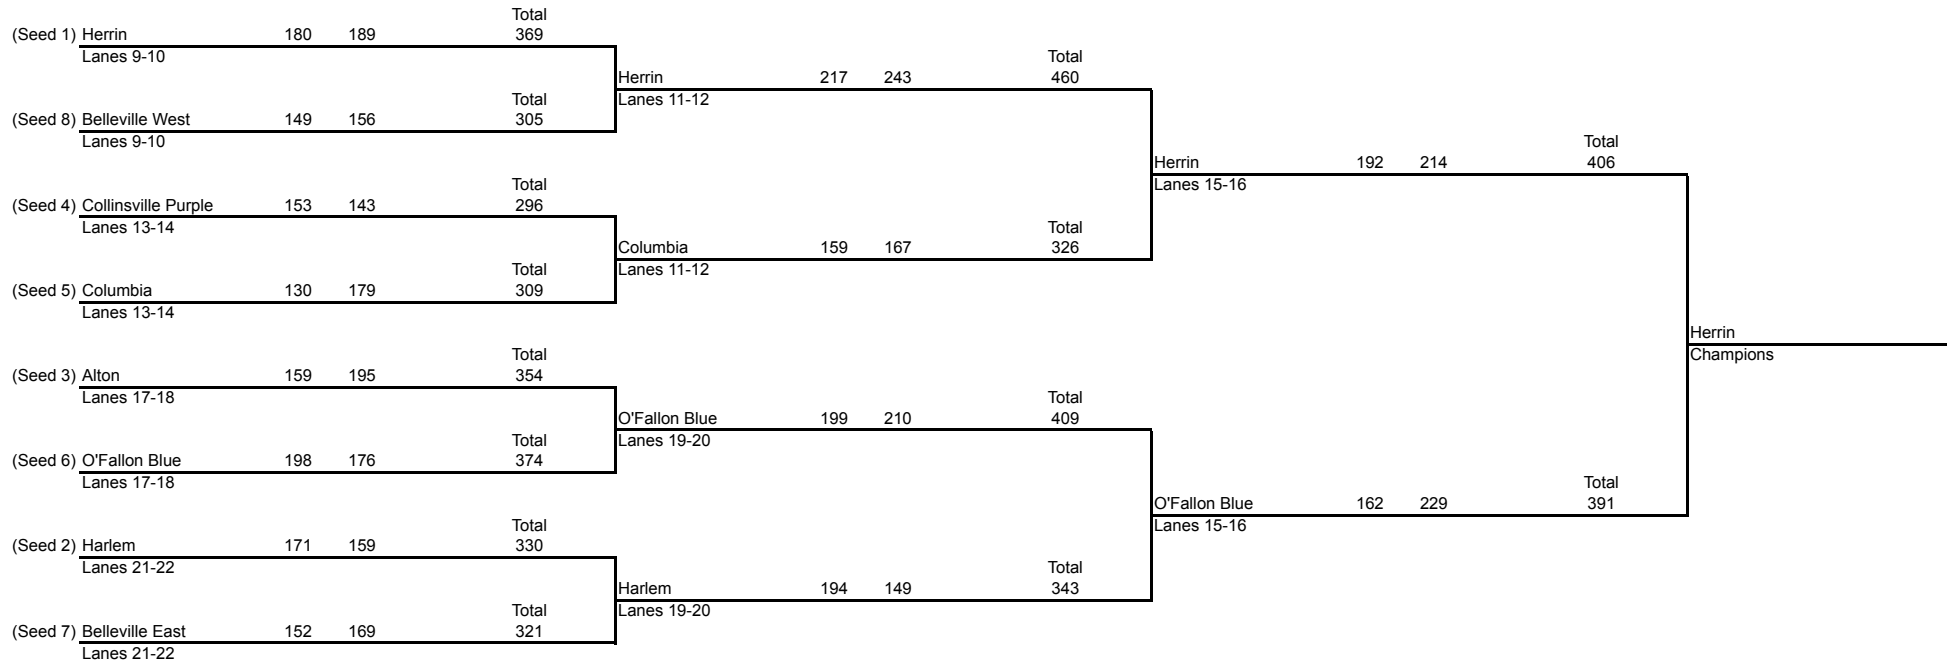 Total
(Seed 1) Herrin 180 189 369
Lanes 9-10
Total
Herrin 217 243 460
Total
Lanes 11-12
(Seed 8) Belleville West 149 156 305
Lanes 9-10
Total
Herrin 192 214 406
Total
Lanes 15-16
(Seed 4) Collinsville Purple 153 143 296
Lanes 13-14
Total
Columbia 159 167 326
Total
Lanes 11-12
(Seed 5) Columbia 130 179 309
Lanes 13-14
Herrin
Champions
Total
(Seed 3) Alton 159 195 354
Lanes 17-18
Total
O'Fallon Blue 199 210 409
Total
Lanes 19-20
(Seed 6) O'Fallon Blue 198 176 374
Lanes 17-18
Total
O'Fallon Blue 162 229 391
Total
Lanes 15-16
(Seed 2) Harlem 171 159 330
Lanes 21-22
Total
Harlem 194 149 343
Total
Lanes 19-20
(Seed 7) Belleville East 152 169 321
Lanes 21-22